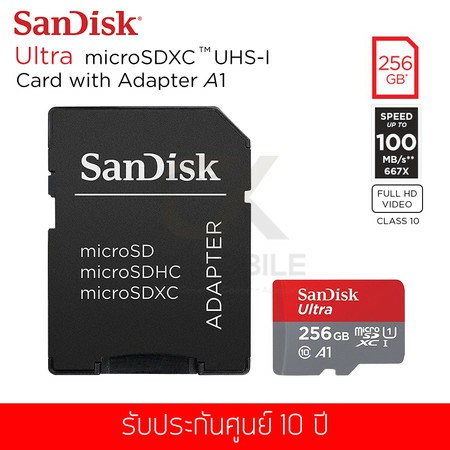 SanDisk
Ultra microSDXC™ UHS-I
Card with Adapter A1
256
GB*
SPEED
UP TO
100
MB/s**
667X
FULL HD
VIDEO
CLASS 10
SanDisk
microSD
microSDHC
microSDXC
ADAPTER
SanDisk
Ultra
256GB
micro
SD
XC I
1
10 A1
รับประกันศูนย์ 10 ปี